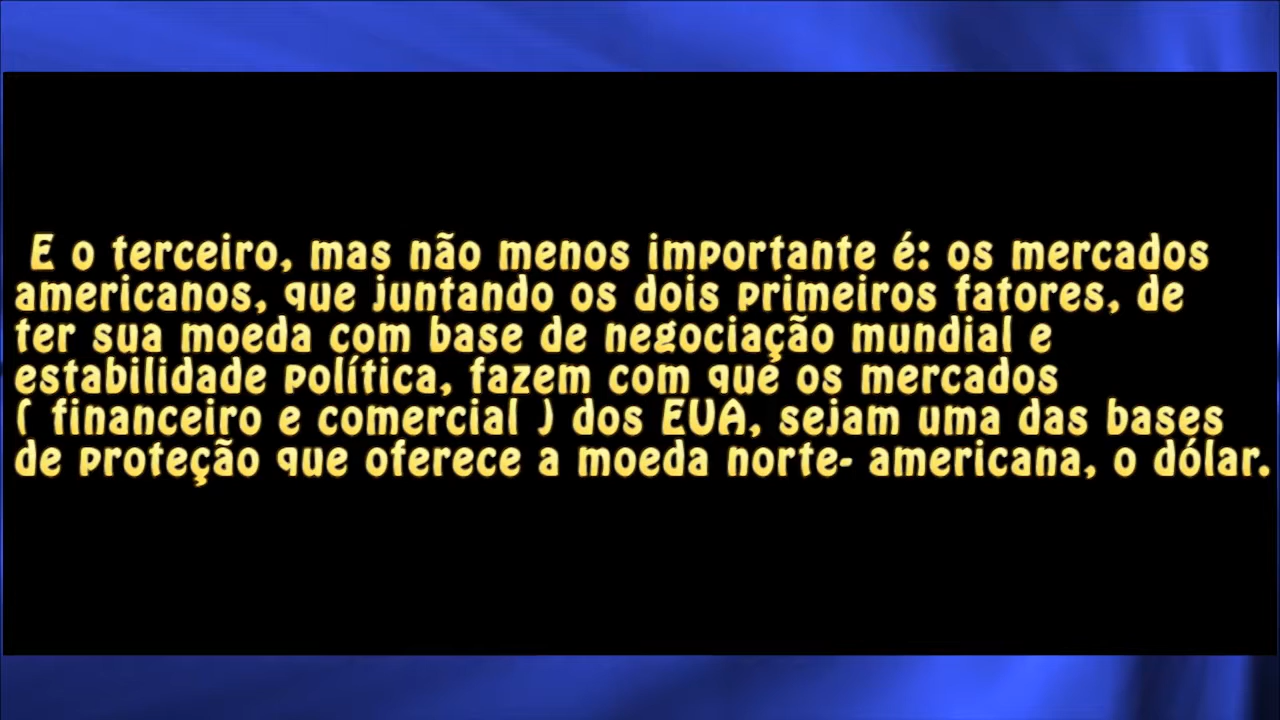 E o terceiro, mas não menos importante é: os mercados
americanos, que juntando os dois primeiros fatores, de
ter sua moeda com base de negociação mundial e
estabilidade política, fazem com que os mercados
( financeiro e comercial ) dos EUA, sejam uma das bases
de proteção que oferece a moeda norte- americana, o dólar.